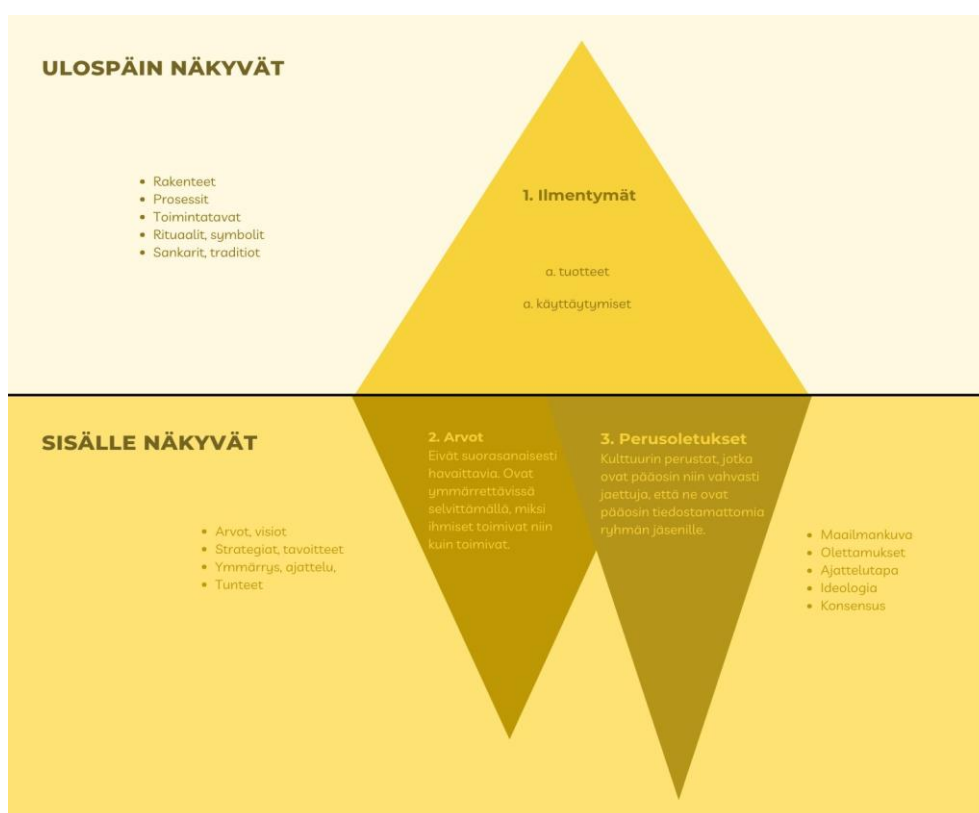 ULOSPÄIN NÄKYVÄT
• Rakenteet
• Prosessit
• Toimintatavat
• Rituaalit, symbolit
• Sankarit, traditiot
1. Ilmentymät
a. tuotteet
a. käyttäytymiset
SISÄLLE NÄKYVÄT
• Arvot, visiot
• Strategiat, tavoitteet
• Ymmärrys, ajattelu,
• Tunteet
2. Arvot
Eivät suorasanaisesti
havaittavia. Ovat
ymmärrettävissä
selvittämällä, miksi
ihmiset toimivat niin
kuin toimivat.
3. Perusoletukset
Kulttuurin perustat, jotka
ovat pääosin niin vahvasti
jaettuja, että ne ovat
pääosin tiedostamattomia
ryhmän jäsenille.
• Maailmankuva
• Olettamukset
• Ajattelutapa
• Ideologia
• Konsensus